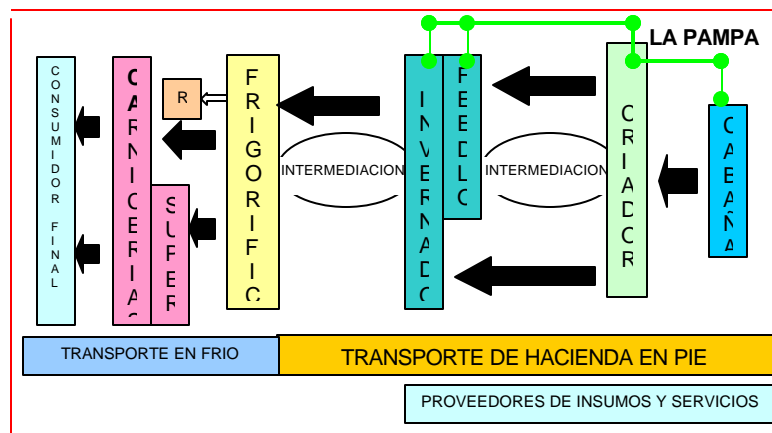 LA PAMPA
CONSUMIDOR FINAL
CARNICERIAS
SUPER
R
FRIGORIFIC
INTERMEDIACION
INVERNADO
FEEDLO
INTERMEDIACION
CRIADOR
CABAÑA
TRANSPORTE EN FRIO
TRANSPORTE DE HACIENDA EN PIE
PROVEEDORES DE INSUMOS Y SERVICIOS